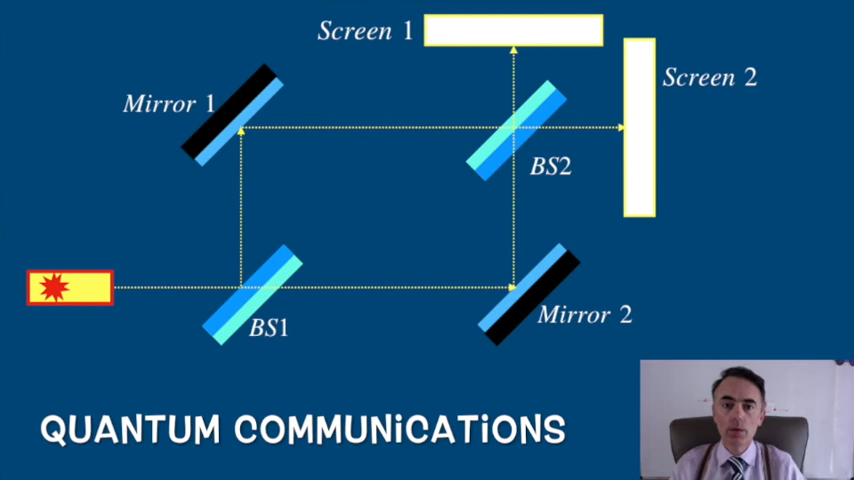 Screen 1
Mirror 1
Screen 2
BS2
BS1
Mirror 2
QUANTUM COMMUNiCATiONS